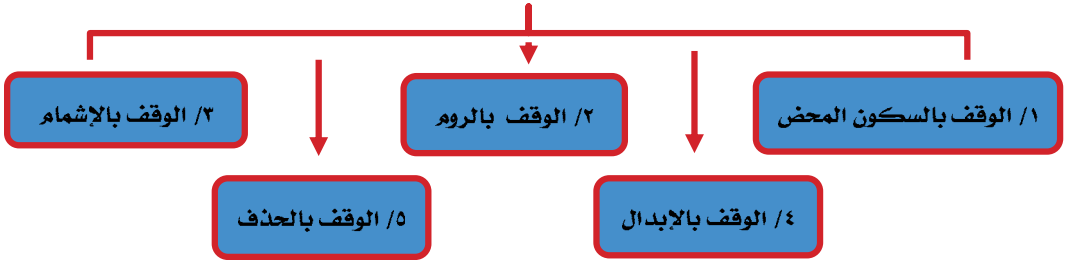 ١/ الوقف بالسكون المحض
٢/ الوقف بالروم
٣/ الوقف بالإشمام
٤/ الوقف بالإبدال
٥/ الوقف بالحذف